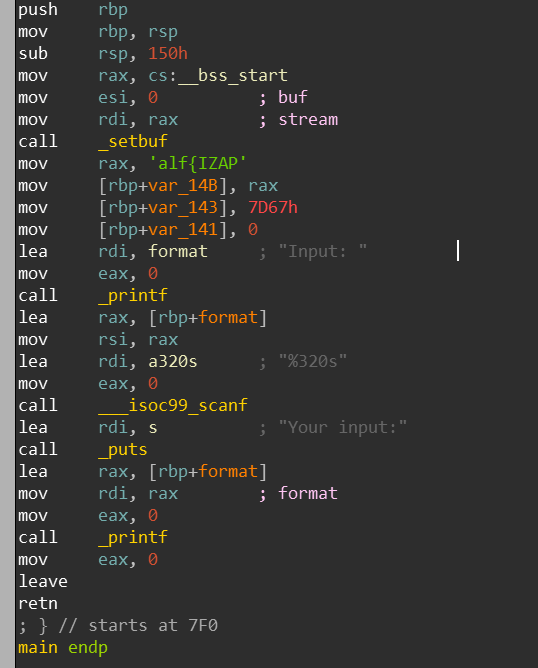 push    rbp
mov     rbp, rsp
sub     rsp, 150h
mov     rax, cs:__bss_start
mov     esi, 0          ; buf
mov     rdi, rax        ; stream
call    _setbuf
mov     rax, 'alf{IZAP'
mov     [rbp+var_14B], rax
mov     [rbp+var_143], 7D67h
mov     [rbp+var_141], 0
lea     rdi, format     ; "Input: "
mov     eax, 0
call    _printf
lea     rax, [rbp+format]
mov     rsi, rax
lea     rdi, a320s      ; "%320s"
mov     eax, 0
call    ___isoc99_scanf
lea     rdi, s          ; "Your input:"
call    _puts
lea     rax, [rbp+format]
mov     rdi, rax        ; format
mov     eax, 0
call    _printf
mov     eax, 0
leave
retn
; } // starts at 7F0
main endp